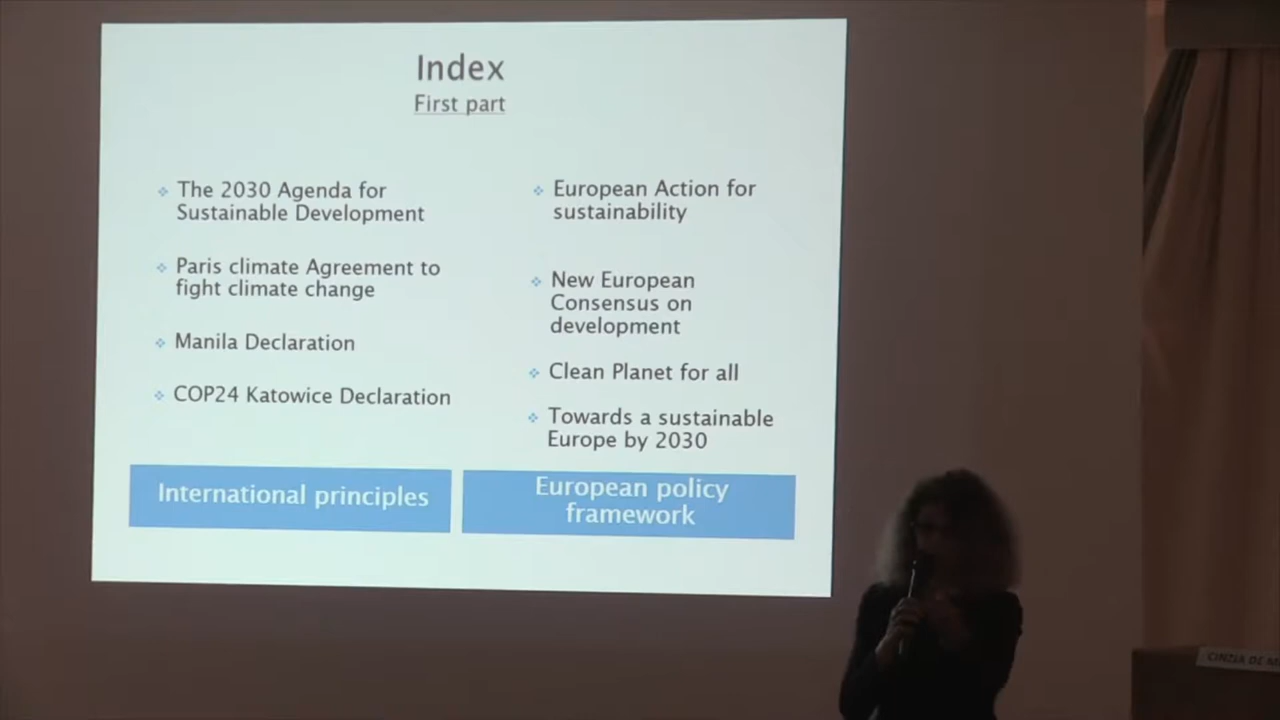 Index
First part
The 2030 Agenda for
Sustainable Development
Paris climate Agreement to
fight climate change
Manila Declaration
COP24 Katowice Declaration
International principles
European Action for
sustainability
New European
Consensus on
development
Clean Planet for all
Towards a sustainable
Europe by 2030
European policy
framework
CINZIA DE